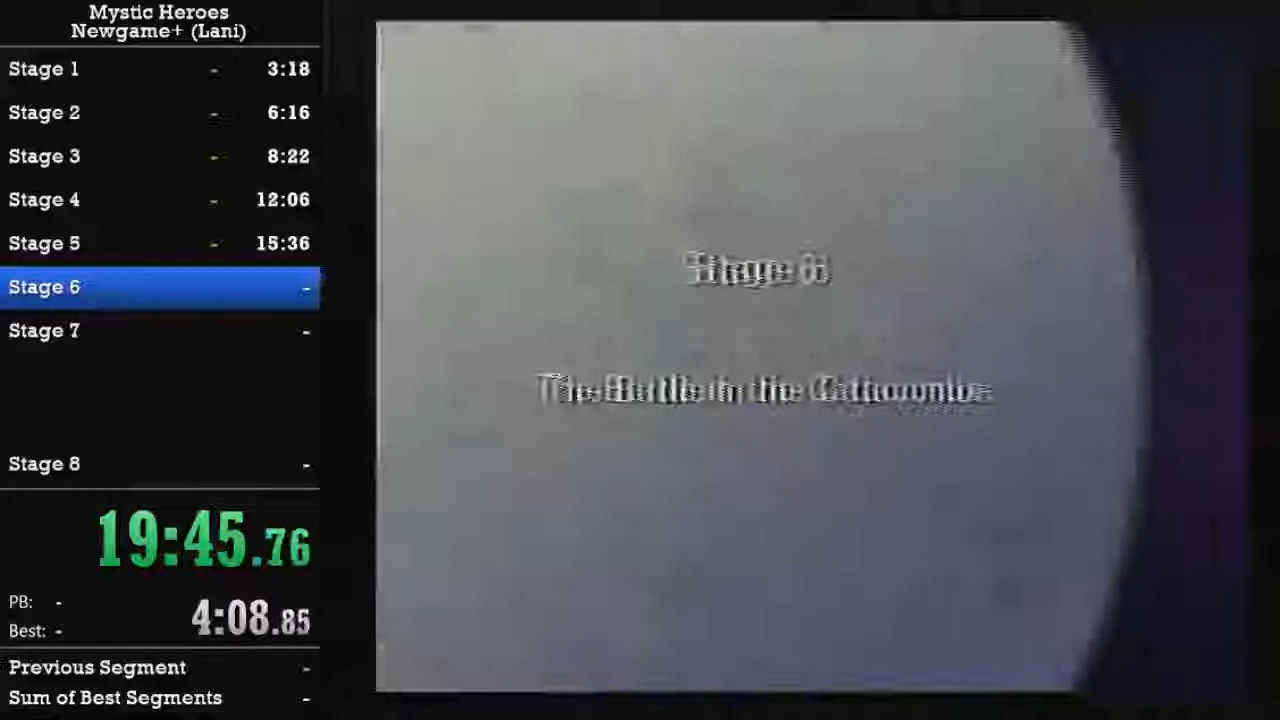 Mystic Heroes
Newgame+ (Lani)
Stage 1 - 3:18
Stage 2 - 6:16
Stage 3 - 8:22
Stage 4 - 12:06
Stage 5 - 15:36
Stage 6 -
Stage 7 -
Stage 8 -
19:45.76
PB: -
4:08.85
Best: -
Previous Segment -
Sum of Best Segments -
Stage 6:
The Battle in the Catacombs